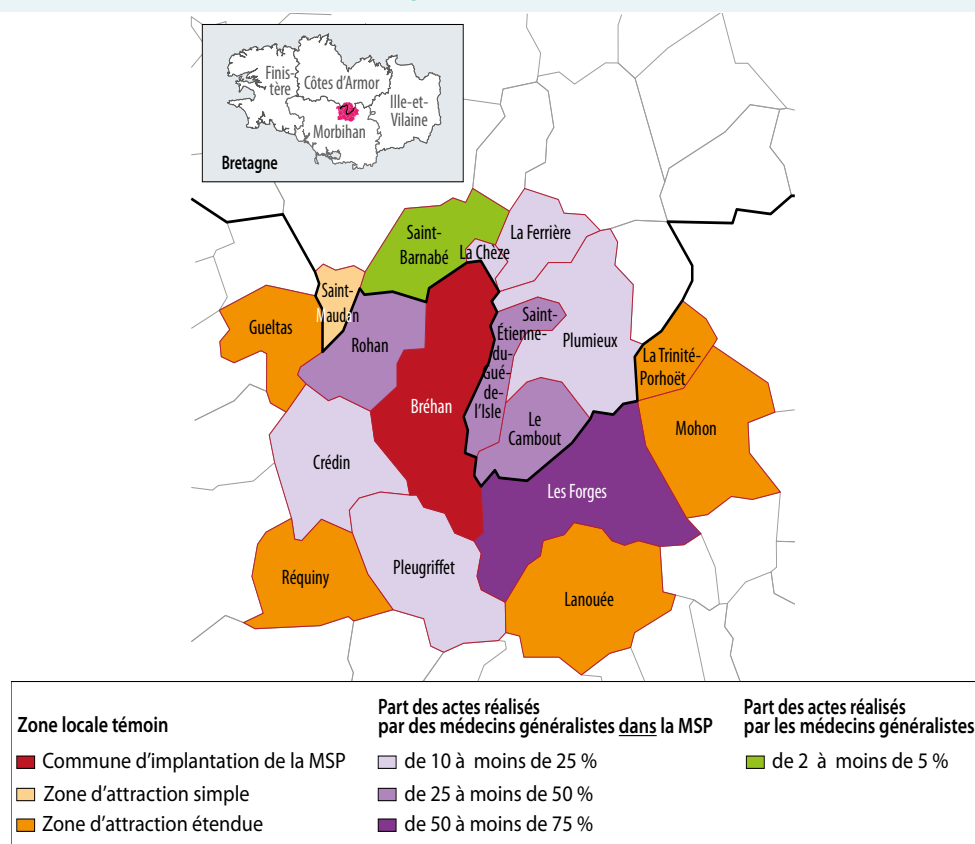 Finis-
tère
Côtes d'Armor
Ille-et-
Vilaine
Morbihan
Bretagne
Saint-
Barnabé
La Chèze
La Ferrière
Saint-
Maudan
Gueltas
Rohan
Saint-
Étienne-
du-
Gué-
de-
l'Isle
Plumieux
La Trinité-
Porhoët
Bréhan
Le
Cambout
Mohon
Crédin
Les Forges
Réquiny
Pleugriffet
Lanouée
Zone locale témoin
Commune d'implantation de la MSP
Zone d'attraction simple
Zone d'attraction étendue
Part des actes réalisés
par des médecins généralistes dans la MSP
de 10 à moins de 25 %
de 25 à moins de 50 %
de 50 à moins de 75 %
Part des actes réalisés
par les médecins généralistes
de 2 à moins de 5 %